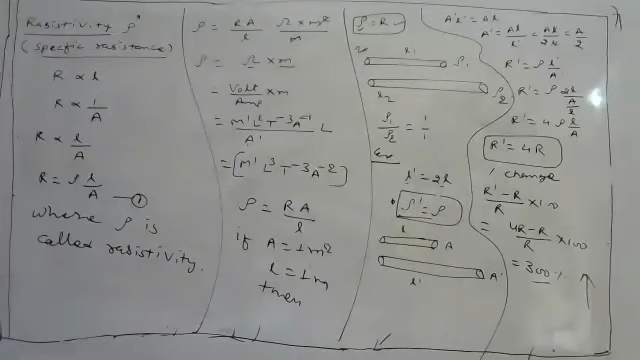 Resistivity ρ
(specific resistance)
R ∝ l
R ∝ 1/A
R ∝ l/A
R = ρ l/A —①
where ρ is
called resistivity.
ρ = RA/l Ω×m²/m
ρ = Ω × m
= Volt/Amp × m
= M¹L²T⁻³A⁻¹/A¹ L
= [M¹ L³ T⁻³ A⁻²]
ρ = RA/l
if A = 1m²
l = 1m
then
ρ = R
l₁ ρ₁
l₂ ρ₂
ρ₁/ρ₂ = 1/1
Ex
l' = 2l
ρ' = ρ
l A
l' A'
A'l' = Al
A' = Al/l' = Al/2l = A/2
R' = ρ l'/A'
R' = ρ 2l/A/2
R' = 4 ρ l/A
R' = 4R
% change
R'-R/R ×100
= 4R-R/R ×100
= 300%